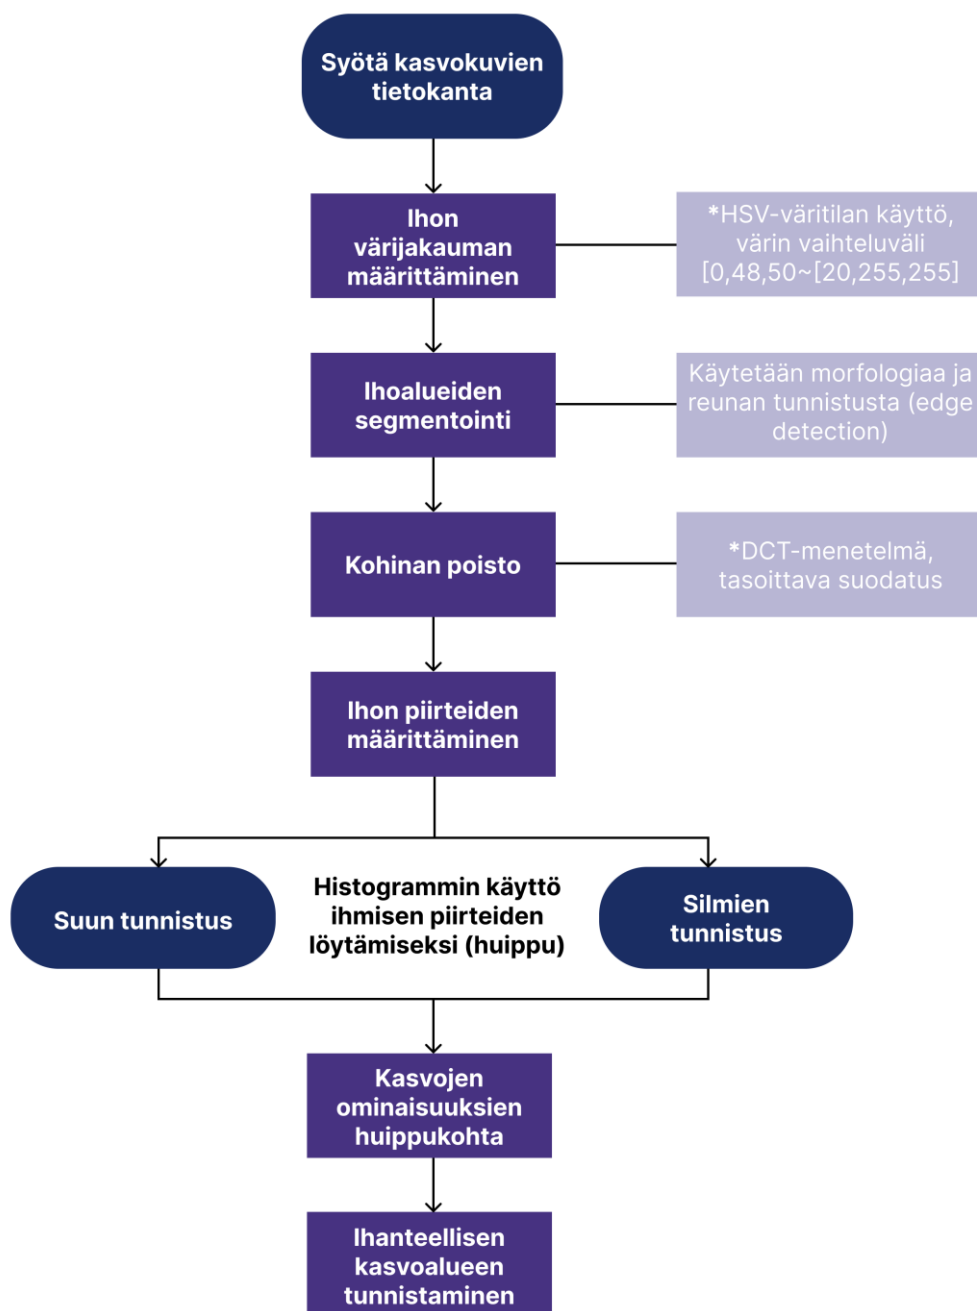 Syötä kasvokuvien
tietokanta
Ihon
värijakauman
määrittäminen
*HSV-väritilan käyttö,
värin vaihteluväli
[0,48,50~[20,255,255]
Ihoalueiden
segmentointi
Käytetään morfologiaa ja
reunan tunnistusta (edge
detection)
Kohinan poisto
*DCT-menetelmä,
tasoittava suodatus
Ihon piirteiden
määrittäminen
Suun tunnistus
Histogrammin käyttö
ihmisen piirteiden
löytämiseksi (huippu)
Silmien
tunnistus
Kasvojen
ominaisuuksien
huippukohta
Ihanteellisen
kasvoalueen
tunnistaminen